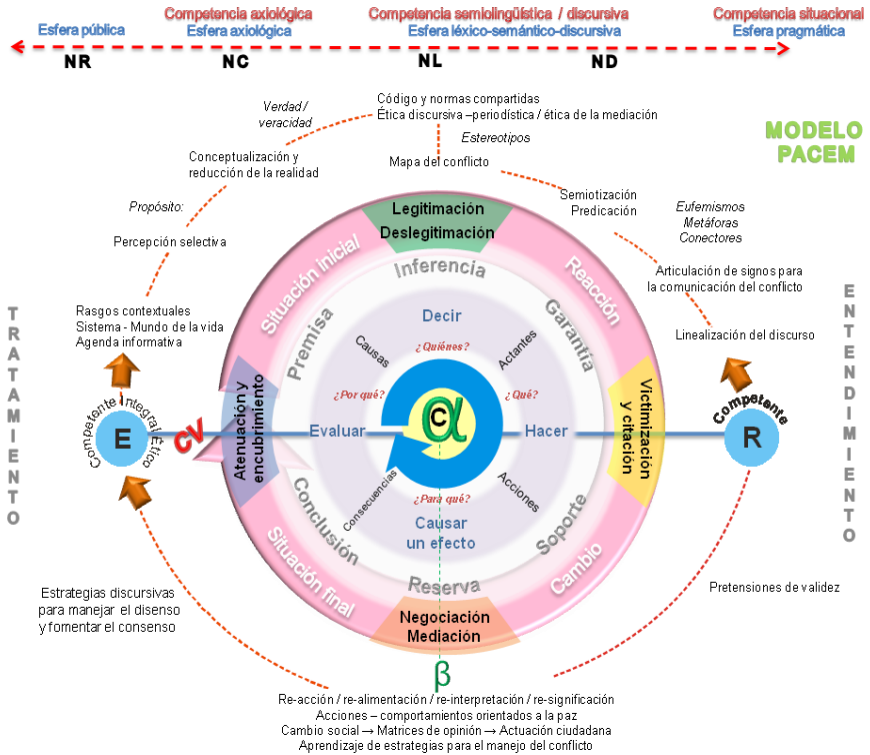 Competencia axiológica
Competencia semiolingüística / discursiva
Competencia situacional
Esfera pública
Esfera axiológica
Esfera léxico-semántico-discursiva
Esfera pragmática
NR
NC
NL
ND
MODELO
PACEM
Verdad /
veracidad
Código y normas compartidas
Ética discursiva –periodística / ética de la mediación
Estereotipos
Conceptualización y
reducción de la realidad
Mapa del conflicto
Semiotización
Predicación
Propósito:
Eufemismos
Metáforas
Conectores
Percepción selectiva
Articulación de signos para
la comunicación del conflicto
Rasgos contextuales
Sistema - Mundo de la vida
Agenda informativa
Linealización del discurso
TRATAMIENTO
ENTENDIMIENTO
Legitimación
Deslegitimación
Situación inicial
Reacción
Inferencia
Premisa
Garantía
Decir
Causas
¿Quiénes?
Actantes
¿Por qué?
¿Qué?
Competente Integral Ético
E
CV
Atenuación y
encubrimiento
Evaluar
C
α
Hacer
Victimización
y citación
Competente
R
Consecuencias
¿Para qué?
Acciones
Causar
un efecto
Conclusión
Soporte
Reserva
Situación final
Cambio
Negociación
Mediación
β
Estrategias discursivas
para manejar el disenso
y fomentar el consenso
Pretensiones de validez
Re-acción / re-alimentación / re-interpretación / re-significación
Acciones – comportamientos orientados a la paz
Cambio social → Matrices de opinión → Actuación ciudadana
Aprendizaje de estrategias para el manejo del conflicto